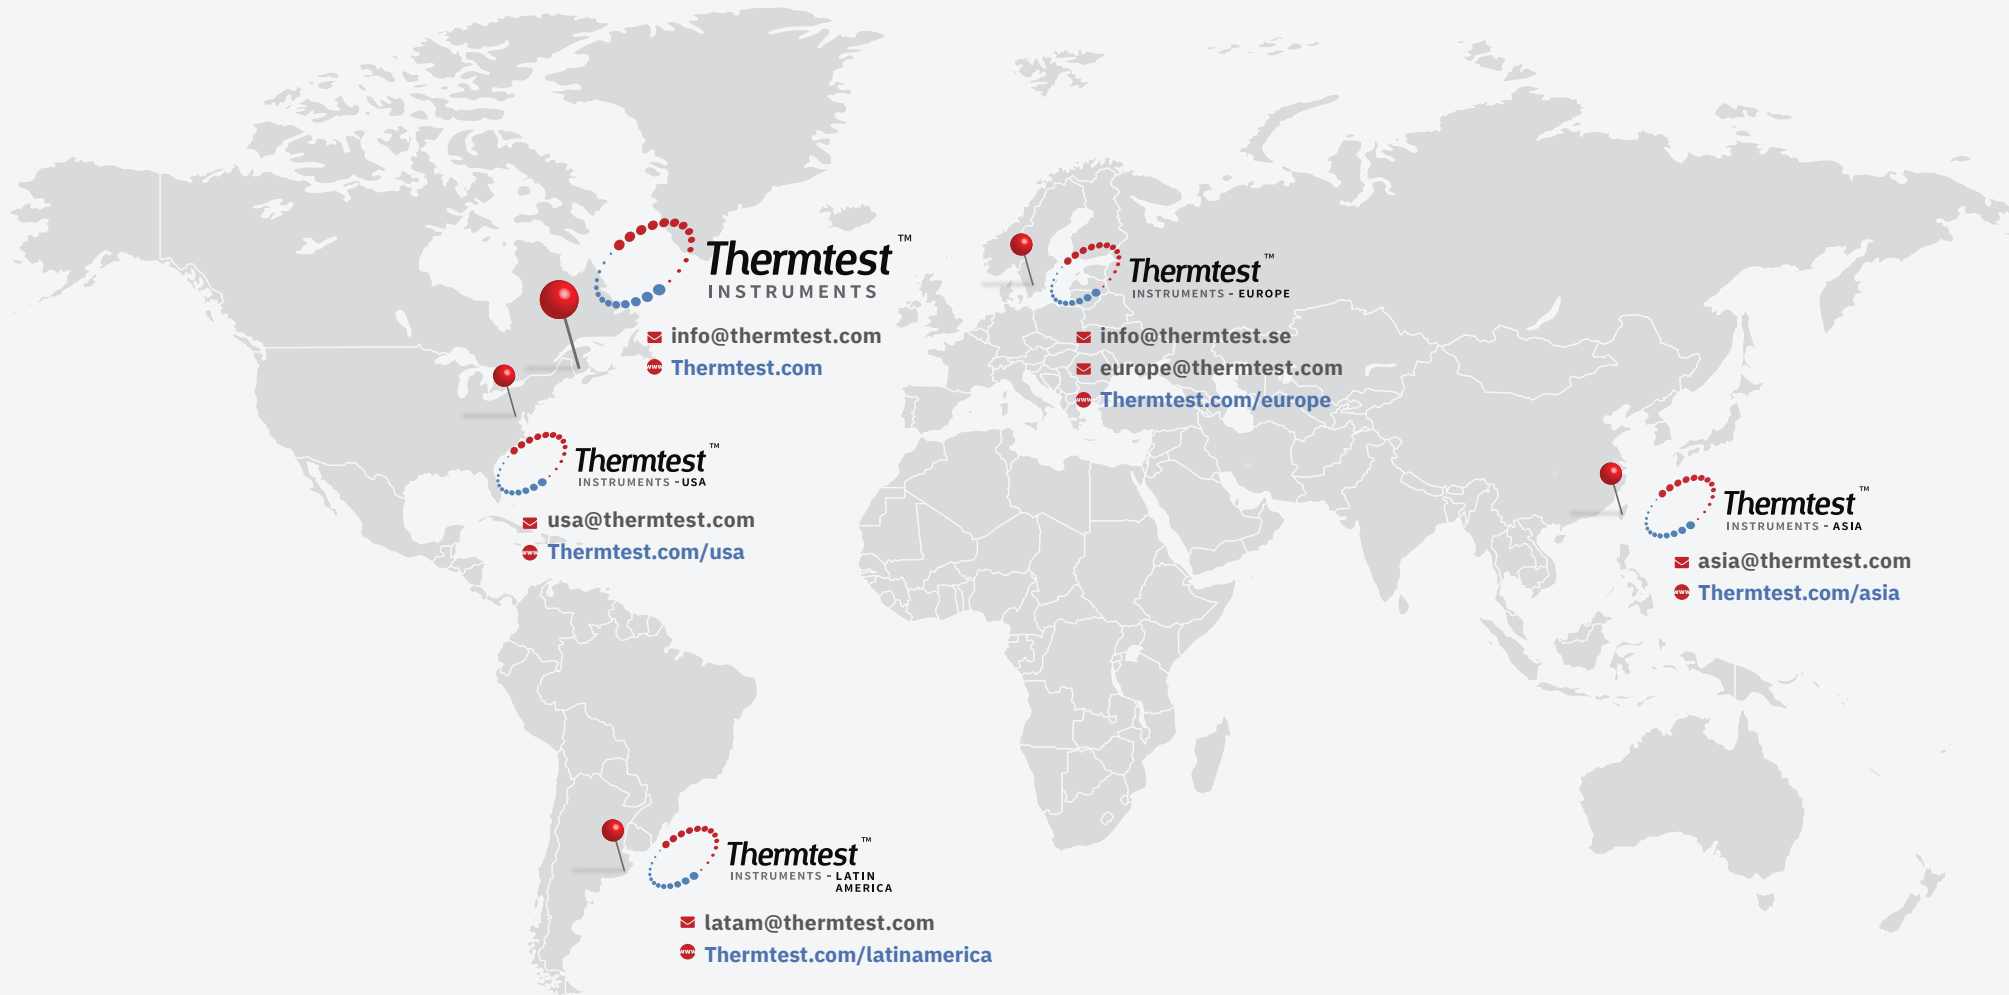 Thermtest™
INSTRUMENTS
info@thermtest.com
Thermtest.com
Thermtest™
INSTRUMENTS - EUROPE
info@thermtest.se
europe@thermtest.com
Thermtest.com/europe
Thermtest™
INSTRUMENTS - USA
usa@thermtest.com
Thermtest.com/usa
Thermtest™
INSTRUMENTS - ASIA
asia@thermtest.com
Thermtest.com/asia
Thermtest™
INSTRUMENTS - LATIN
AMERICA
latam@thermtest.com
Thermtest.com/latinamerica